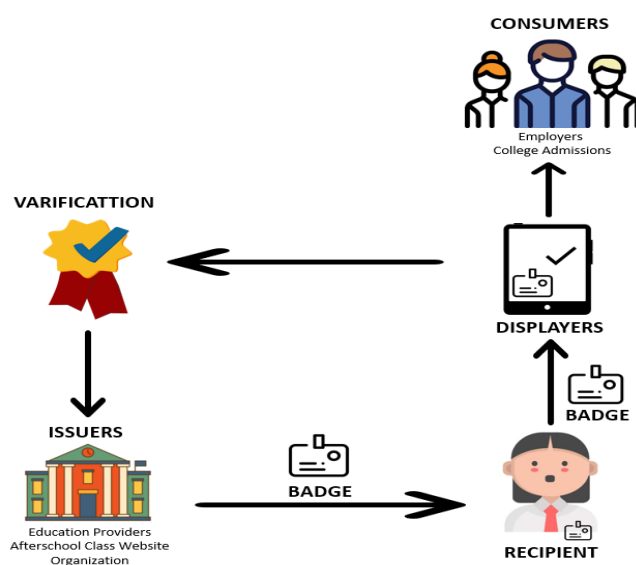 CONSUMERS
Employers
College Admissions
VARIFICATTION
DISPLAYERS
BADGE
ISSUERS
BADGE
Education Providers
Afterschool Class Website
Organization
RECIPIENT